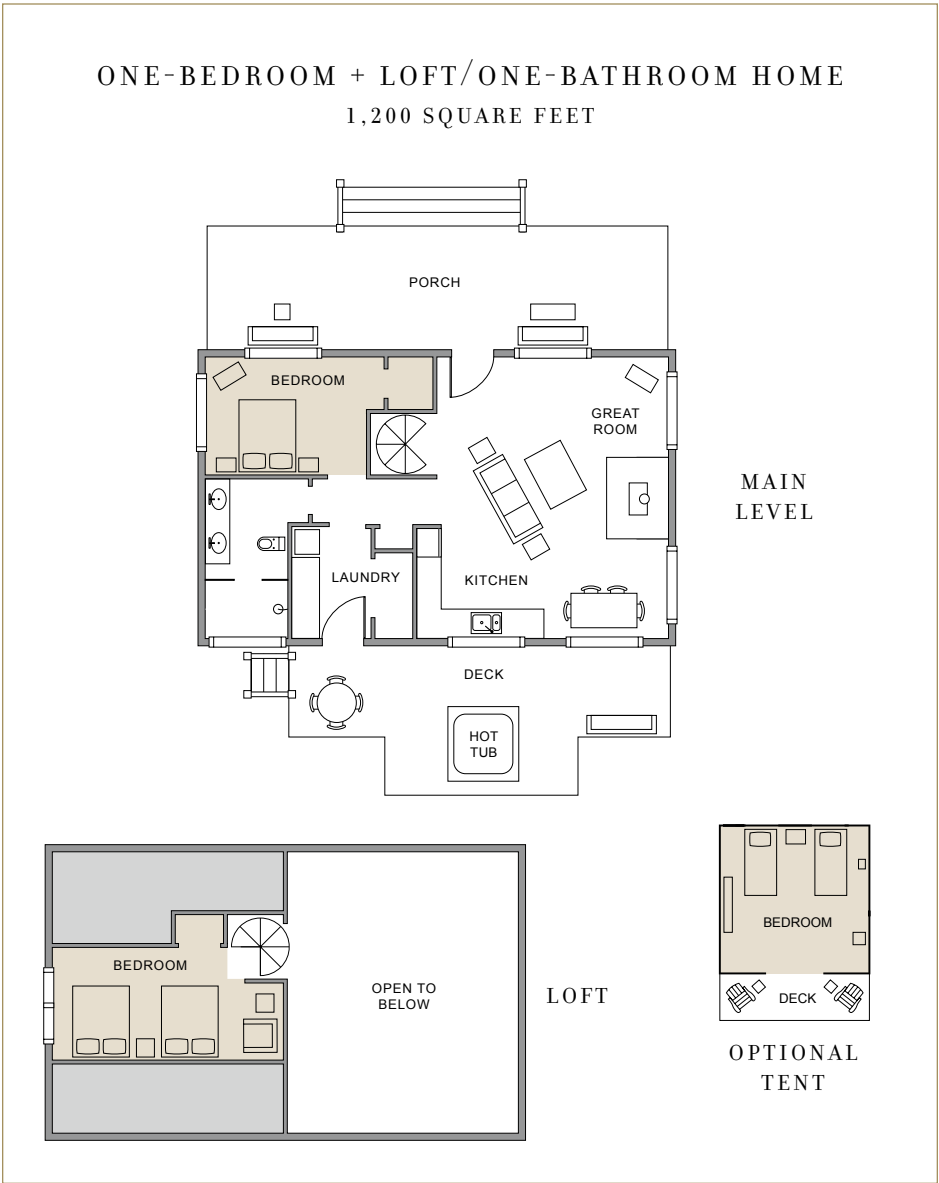 ONE-BEDROOM + LOFT/ONE-BATHROOM HOME
1,200 SQUARE FEET
PORCH
BEDROOM
GREAT
ROOM
MAIN
LEVEL
LAUNDRY
KITCHEN
DECK
HOT
TUB
BEDROOM
OPEN TO
BELOW
LOFT
BEDROOM
DECK
OPTIONAL
TENT